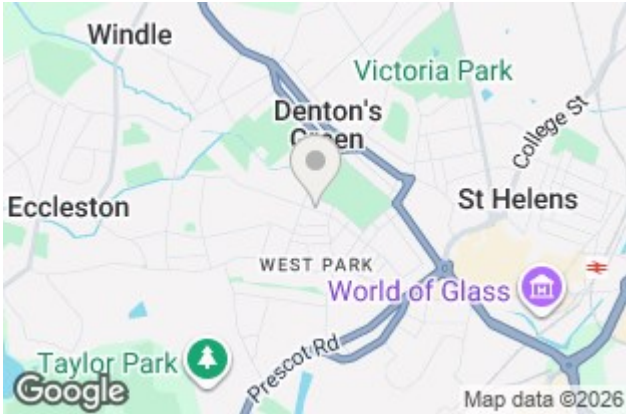 Windle
Victoria Park
Denton's
Green
College St
Eccleston
St Helens
WEST PARK
World of Glass
Prescot Rd
Taylor Park
Google
Map data ©2026